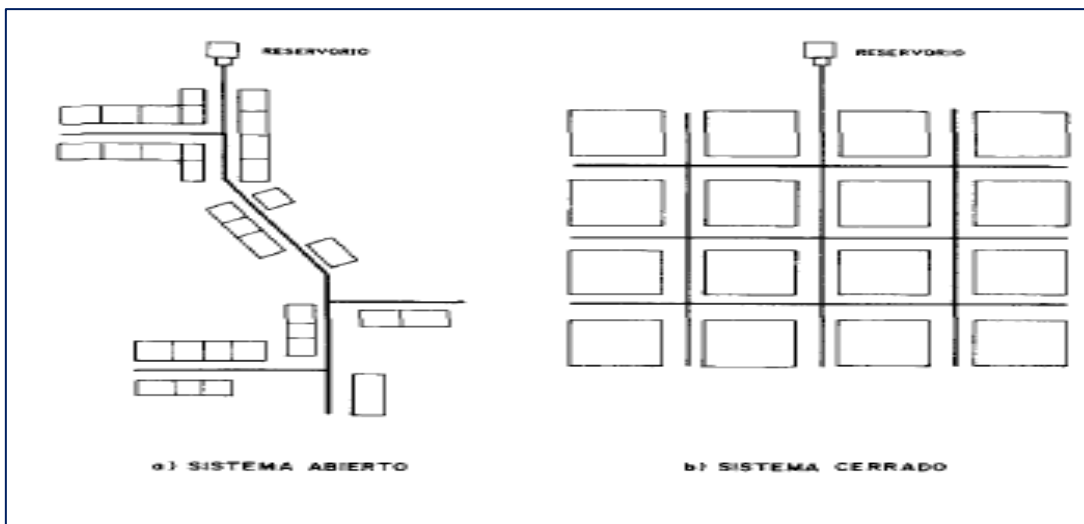 RESERVORIO
RESERVORIO
a) SISTEMA ABIERTO
b) SISTEMA CERRADO